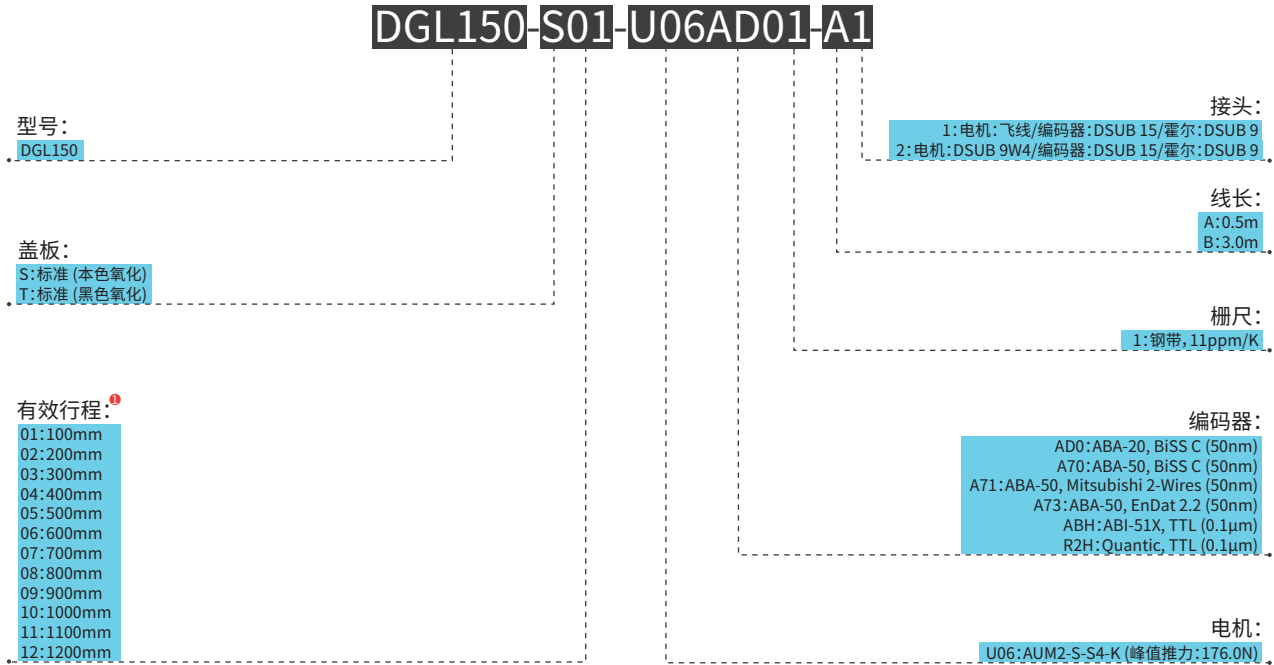 DGL150-S01-U06AD01-A1
型号：
DGL150
盖板：
S：标准 (本色氧化)
T：标准 (黑色氧化)
有效行程：❶
01：100mm
02：200mm
03：300mm
04：400mm
05：500mm
06：600mm
07：700mm
08：800mm
09：900mm
10：1000mm
11：1100mm
12：1200mm
接头：
1：电机：飞线/编码器：DSUB 15/霍尔：DSUB 9
2：电机：DSUB 9W4/编码器：DSUB 15/霍尔：DSUB 9
线长：
A：0.5m
B：3.0m
栅尺：
1：钢带，11ppm/K
编码器：
AD0：ABA-20, BiSS C (50nm)
A70：ABA-50, BiSS C (50nm)
A71：ABA-50, Mitsubishi 2-Wires (50nm)
A73：ABA-50, EnDat 2.2 (50nm)
ABH：ABI-51X, TTL (0.1µm)
R2H：Quantic, TTL (0.1µm)
电机：
U06：AUM2-S-S4-K (峰值推力：176.0N)